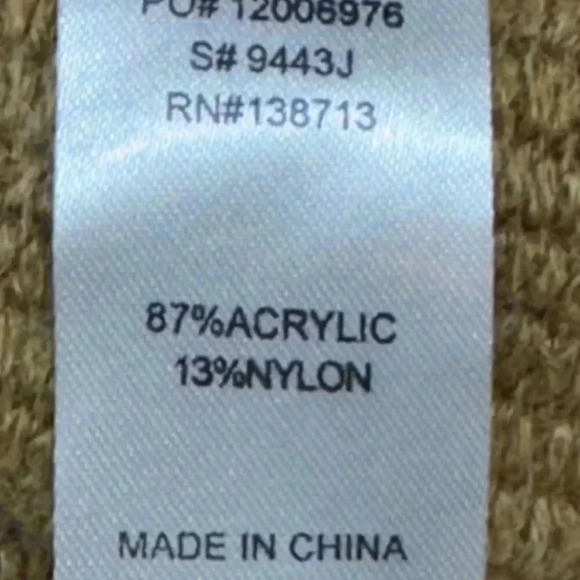 PO# 12006976
S# 9443J
RN#138713
87%ACRYLIC
13%NYLON
MADE IN CHINA